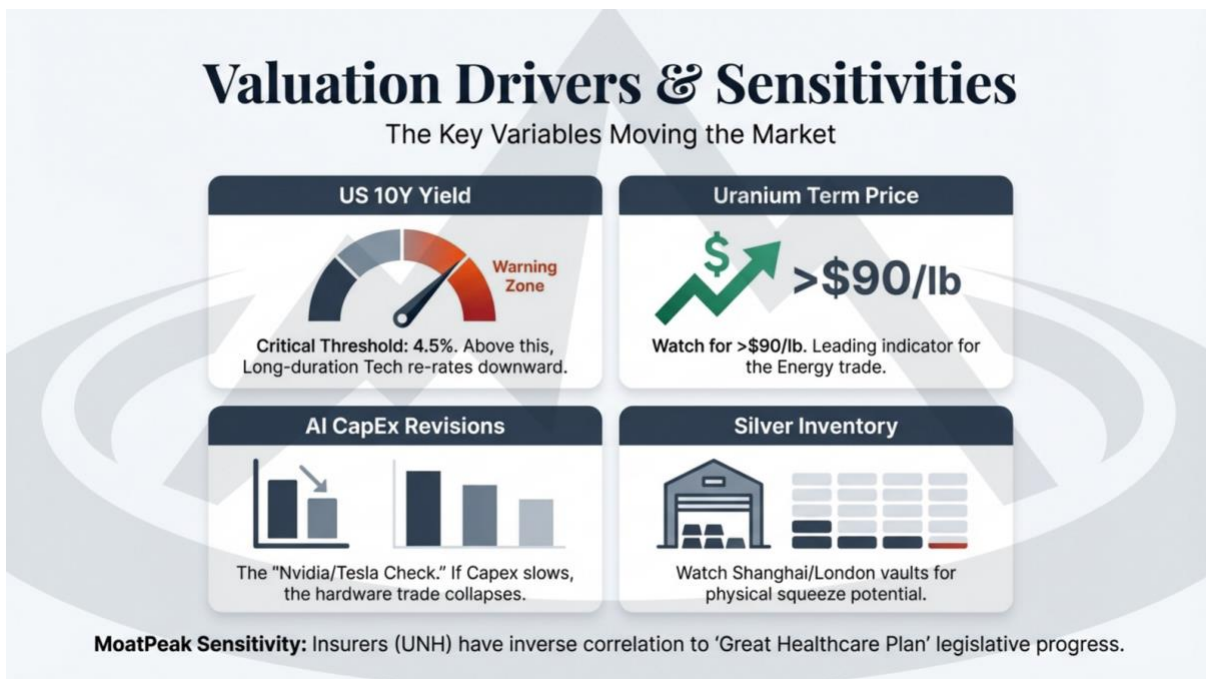 Valuation Drivers & Sensitivities
The Key Variables Moving the Market
US 10Y Yield
Warning
Zone
Critical Threshold: 4.5%. Above this,
Long-duration Tech re-rates downward.
Uranium Term Price
$
>$90/lb
Watch for >$90/lb. Leading indicator for
the Energy trade.
AI CapEx Revisions
The "Nvidia/Tesla Check.” If Capex slows,
the hardware trade collapses.
Silver Inventory
Watch Shanghai/London vaults for
physical squeeze potential.
MoatPeak Sensitivity: Insurers (UNH) have inverse correlation to ‘Great Healthcare Plan’ legislative progress.